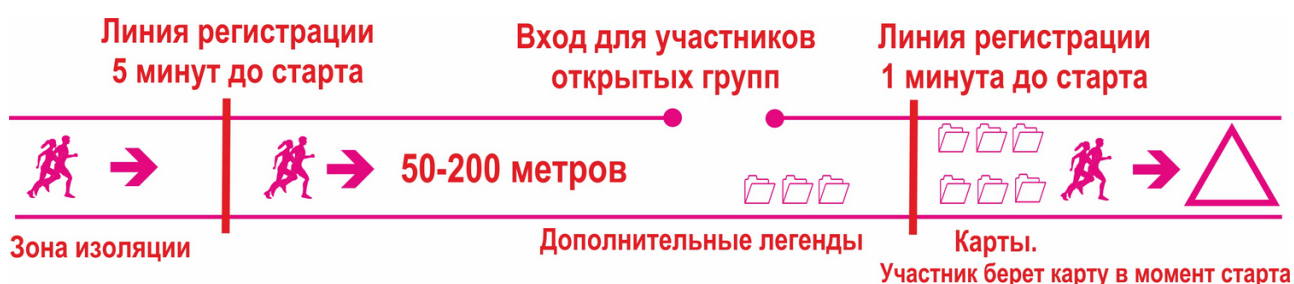 Линия регистрации
5 минут до старта
Вход для участников
открытых групп
Линия регистрации
1 минута до старта
50-200 метров
Зона изоляции
Дополнительные легенды
Карты.
Участник берет карту в момент старта